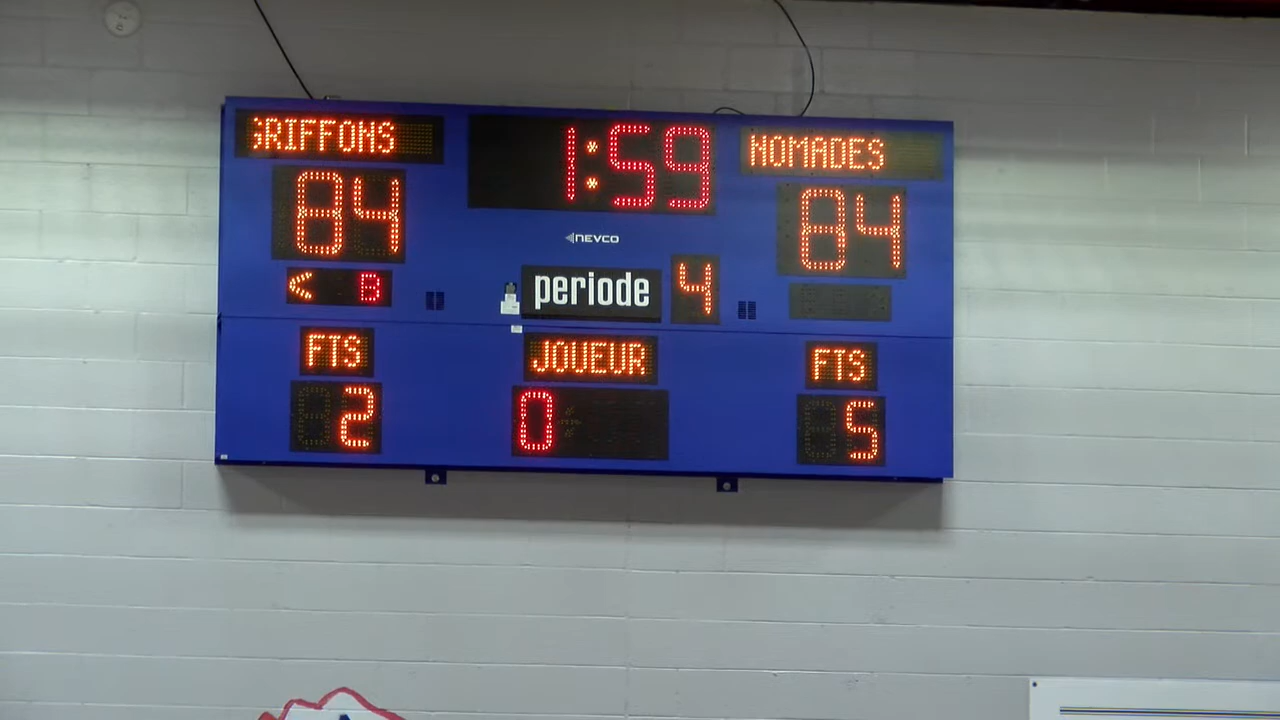 GRIFFONS 1:59 NOMADES
84 84
NEVCO
< B periode 4
FTS JOUEUR FTS
2 0 5